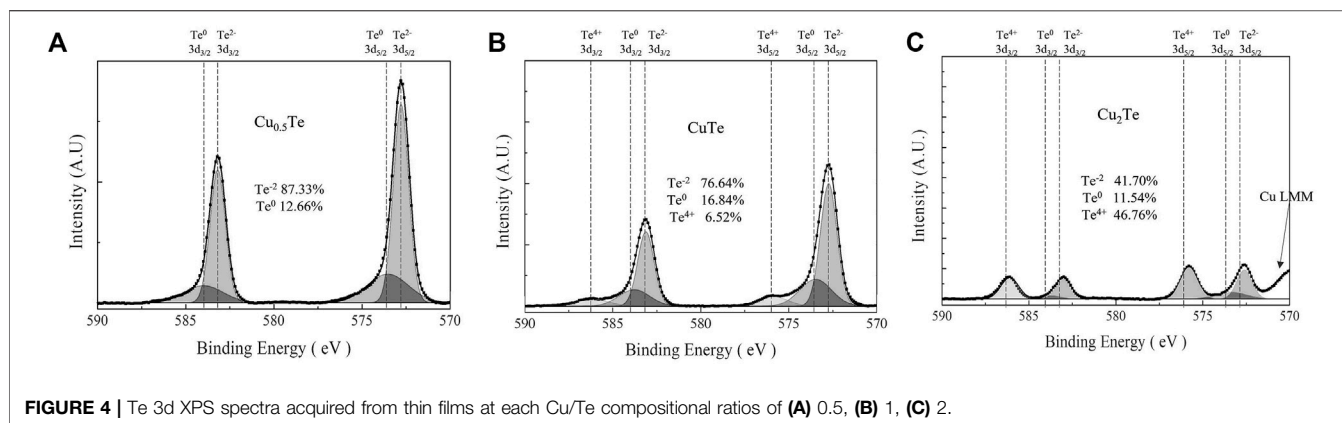 A
Te⁰ Te²⁻
3d₃/₂ 3d₃/₂
Te⁰ Te²⁻
3d₅/₂ 3d₅/₂
Cu₀.₅Te
Te⁻² 87.33%
Te⁰ 12.66%
Intensity (A.U)
590 585 580 575 570
Binding Energy ( eV )
B
Te⁴⁺ Te⁰ Te²⁻
3d₃/₂ 3d₃/₂ 3d₃/₂
Te⁴⁺ Te⁰ Te²⁻
3d₅/₂ 3d₅/₂ 3d₅/₂
CuTe
Te⁻² 76.64%
Te⁰ 16.84%
Te⁴⁺ 6.52%
Intensity (A.U.)
590 585 580 575 570
Binding Energy ( eV )
C
Te⁴⁺ Te⁰ Te²⁻
3d₃/₂ 3d₃/₂ 3d₃/₂
Te⁴⁺ Te⁰ Te²⁻
3d₅/₂ 3d₅/₂ 3d₅/₂
Cu₂Te
Te⁻² 41.70%
Te⁰ 11.54%
Te⁴⁺ 46.76%
Cu LMM
Intensity (A.U.)
590 585 580 575 570
Binding Energy ( eV )
FIGURE 4 | Te 3d XPS spectra acquired from thin films at each Cu/Te compositional ratios of (A) 0.5, (B) 1, (C) 2.